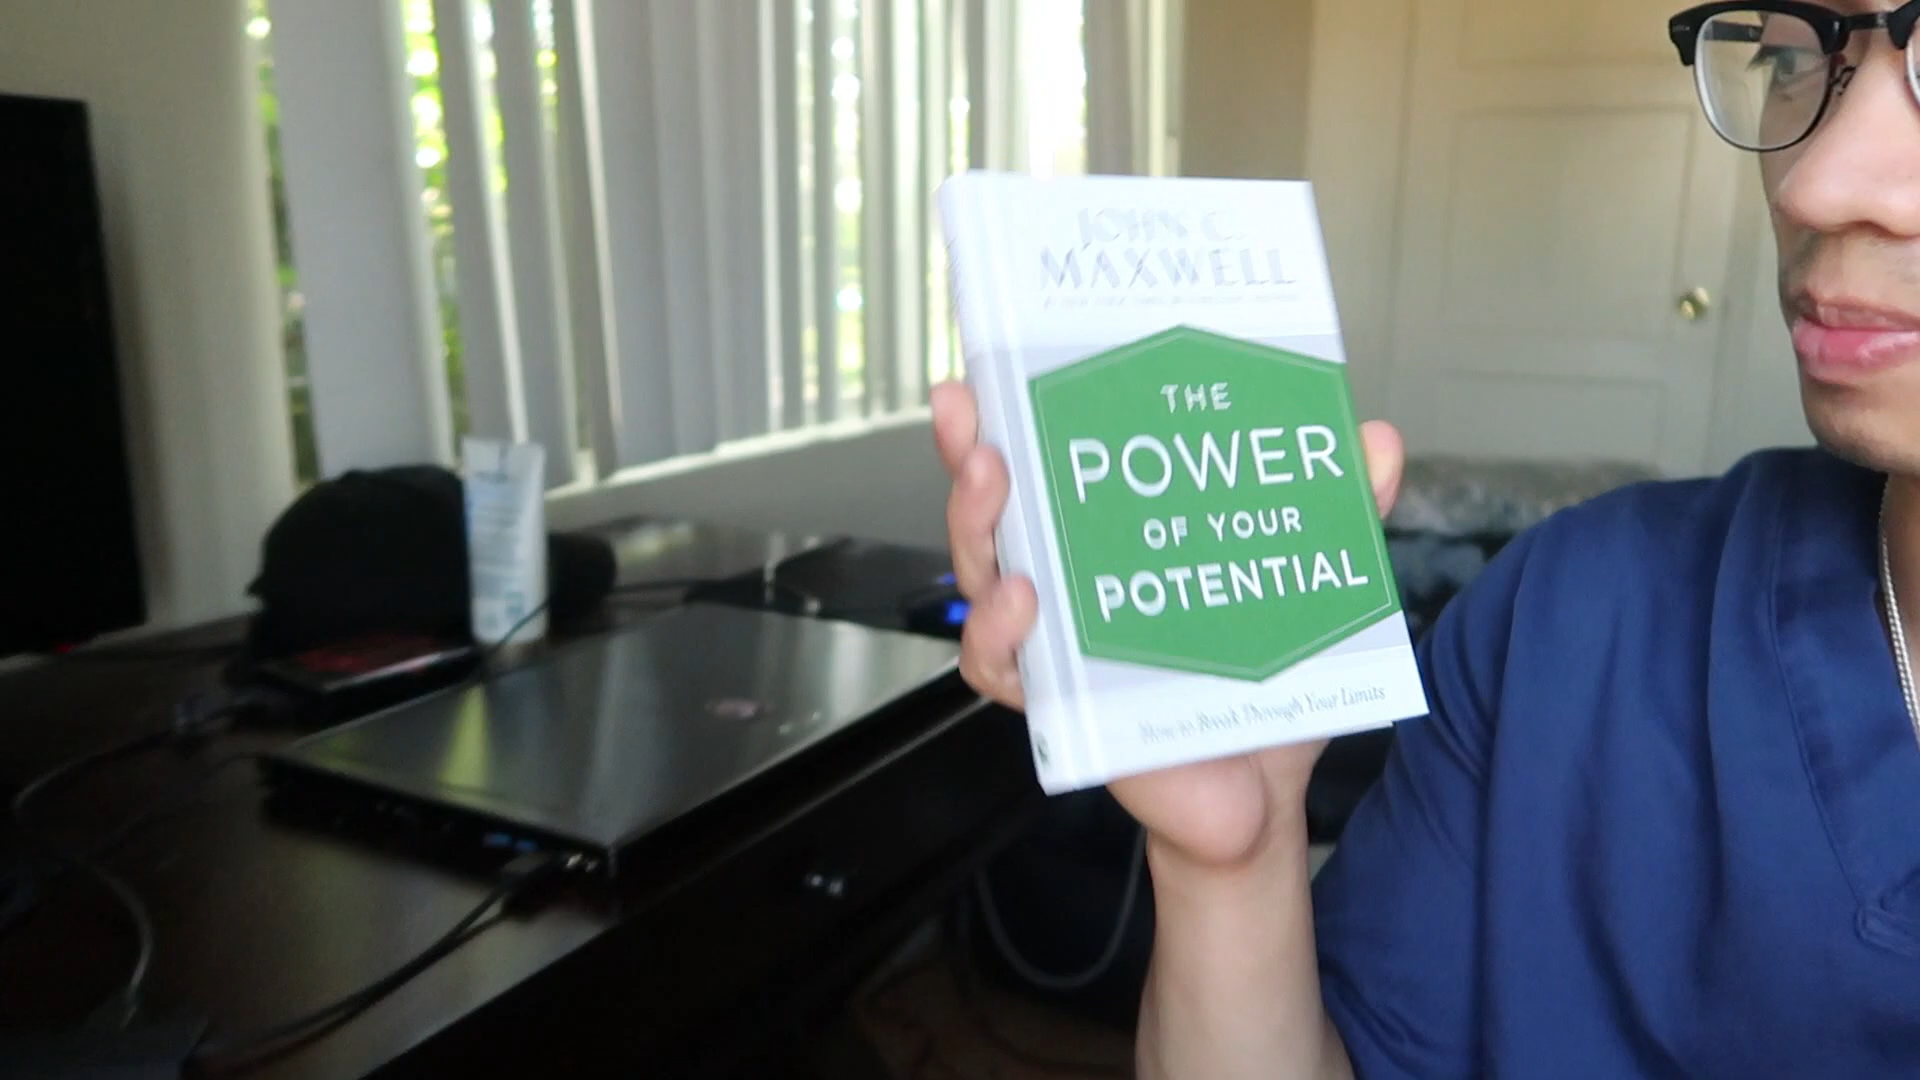 JOHN C.
MAXWELL
THE
POWER
OF YOUR
POTENTIAL
How to Break Through Your Limits